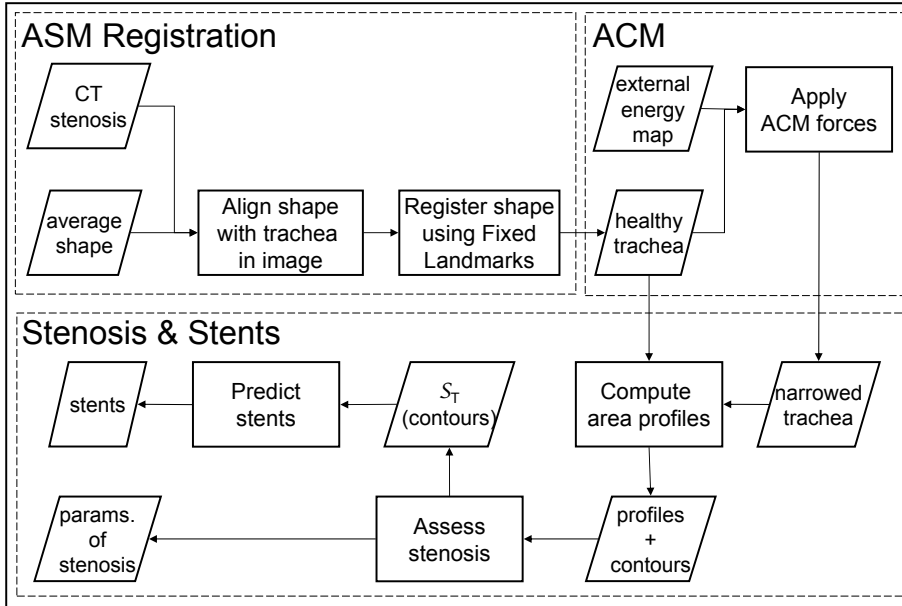 ASM Registration
CT
stenosis
average
shape
Align shape
with trachea
in image
Register shape
using Fixed
Landmarks
ACM
external
energy
map
Apply
ACM forces
healthy
trachea
Stenosis & Stents
stents
Predict
stents
S_T
(contours)
Compute
area profiles
narrowed
trachea
params.
of
stenosis
Assess
stenosis
profiles
+
contours